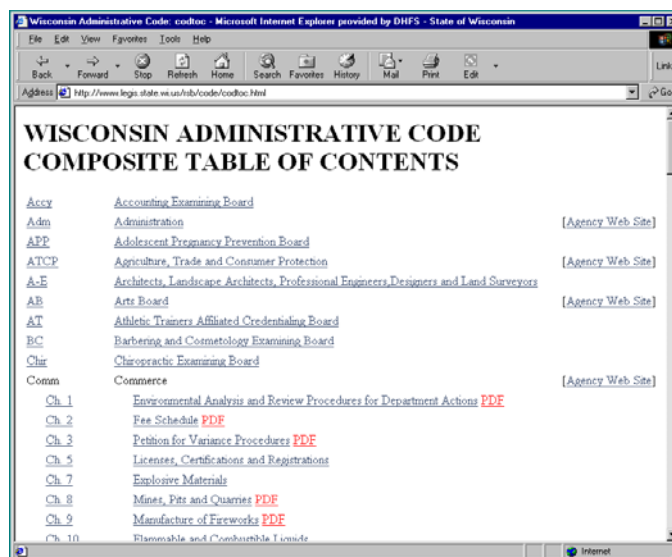 Wisconsin Administrative Code: codtoc - Microsoft Internet Explorer provided by DHFS - State of Wisconsin
File Edit View Favorites Tools Help
Back Forward Stop Refresh Home Search Favorites History Mail Print Edit Link
Address http://www.legis.state.wi.us/rsb/code/codtoc.html Go
WISCONSIN ADMINISTRATIVE CODE
COMPOSITE TABLE OF CONTENTS
Accy Accounting Examining Board
Adm Administration [Agency Web Site]
APP Adolescent Pregnancy Prevention Board
ATCP Agriculture, Trade and Consumer Protection [Agency Web Site]
A-E Architects, Landscape Architects, Professional Engineers,Designers and Land Surveyors
AB Arts Board [Agency Web Site]
AT Athletic Trainers Affiliated Credentialing Board
BC Barbering and Cosmetology Examining Board
Chir Chiropractic Examining Board
Comm Commerce [Agency Web Site]
Ch. 1 Environmental Analysis and Review Procedures for Department Actions PDF
Ch. 2 Fee Schedule PDF
Ch. 3 Petition for Variance Procedures PDF
Ch. 5 Licenses, Certifications and Registrations
Ch. 7 Explosive Materials
Ch. 8 Mines, Pits and Quarries PDF
Ch. 9 Manufacture of Fireworks PDF
Ch. 10 Flammable and Combustible Liquids
Internet